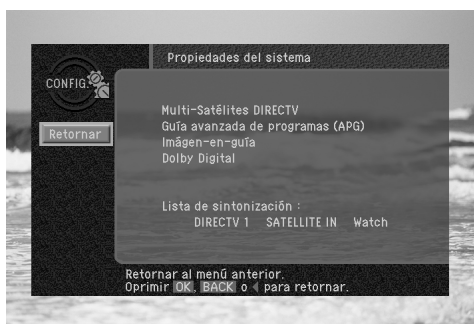 Propiedades del sistema
CONFIG.
Retornar
Multi-Satélites DIRECTV
Guía avanzada de programas (APG)
Imágen-en-guía
Dolby Digital
Lista de sintonización :
DIRECTV 1 SATELLITE IN Watch
Retornar al menú anterior.
Oprimir OK, BACK o ◀ para retornar.